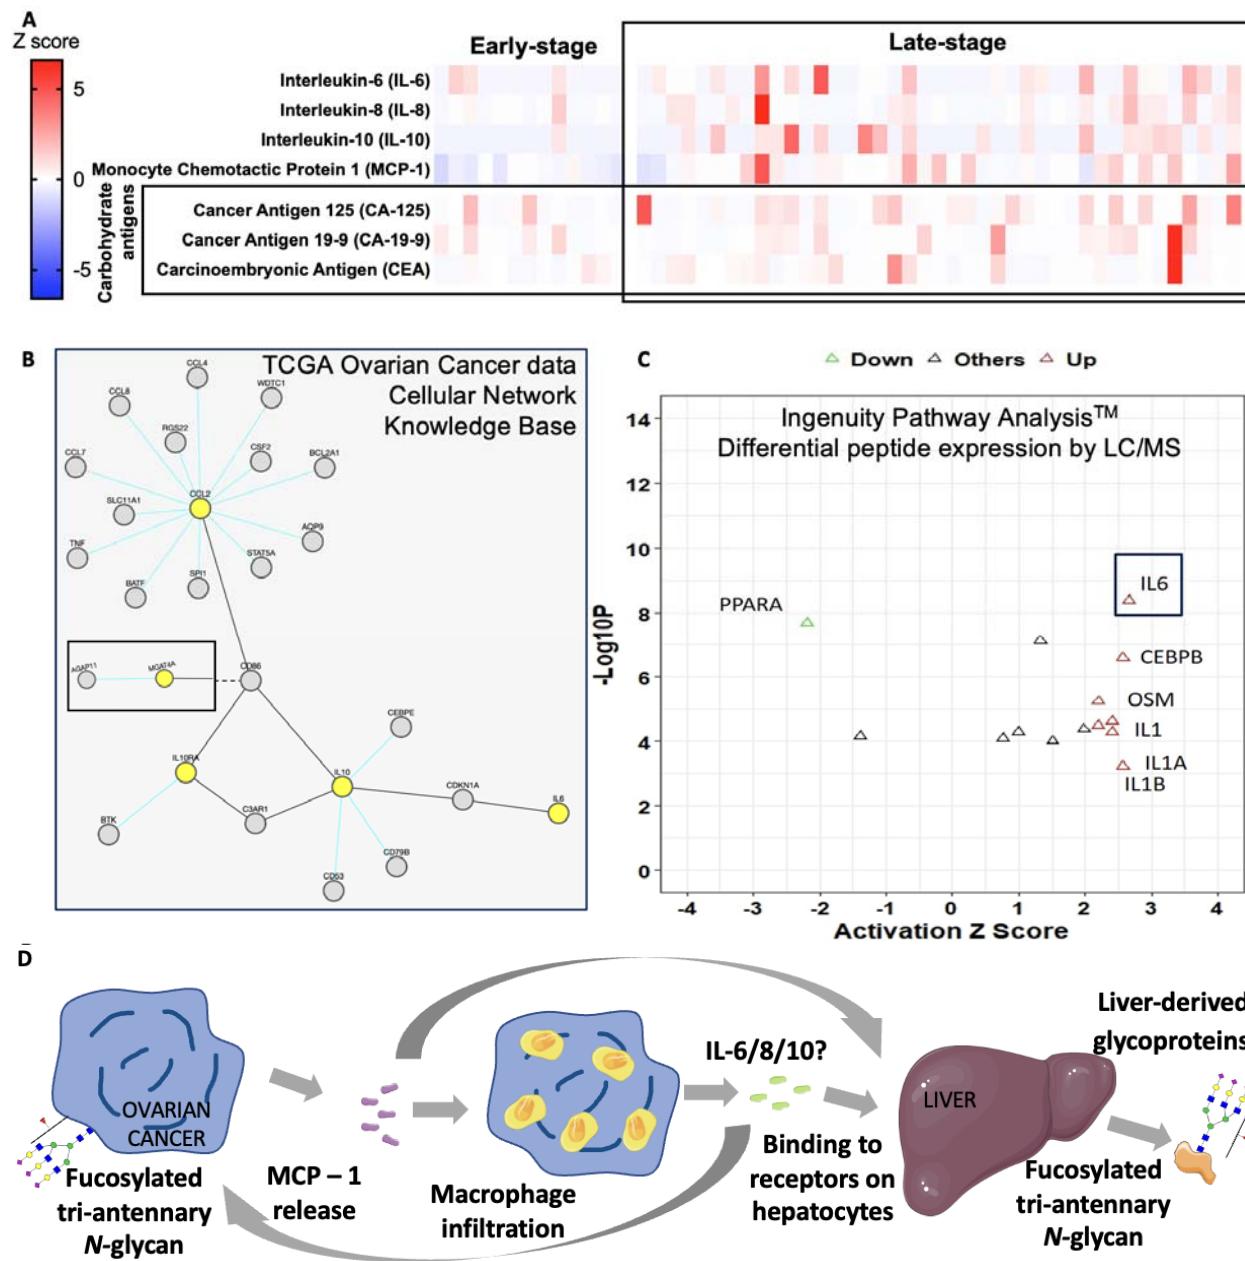 A
Z score
5
0
-5
Early-stage
Late-stage
Interleukin-6 (IL-6)
Interleukin-8 (IL-8)
Interleukin-10 (IL-10)
Monocyte Chemotactic Protein 1 (MCP-1)
Carbohydrate
antigens
Cancer Antigen 125 (CA-125)
Cancer Antigen 19-9 (CA-19-9)
Carcinoembryonic Antigen (CEA)
B
TCGA Ovarian Cancer data
Cellular Network
Knowledge Base
CCL4
WDTC1
CCL8
RGS22
CSF2
BCL2A1
CCL7
CCL2
SLC11A1
AQP9
TNF
STAT5A
SPI1
BATF
AGAP11
MGAT4A
CD86
CEBPE
IL10RA
IL10
CDKN1A
IL6
C3AR1
BTK
CD79B
CD53
C
Down
Others
Up
Ingenuity Pathway Analysis™
Differential peptide expression by LC/MS
-Log10P
14
12
10
8
6
4
2
0
PPARA
IL6
CEBPB
OSM
IL1
IL1A
IL1B
-4 -3 -2 -1 0 1 2 3 4
Activation Z Score
D
OVARIAN
CANCER
Fucosylated
tri-antennary
N-glycan
MCP – 1
release
Macrophage
infiltration
IL-6/8/10?
Binding to
receptors on
hepatocytes
LIVER
Liver-derived
glycoproteins
Fucosylated
tri-antennary
N-glycan